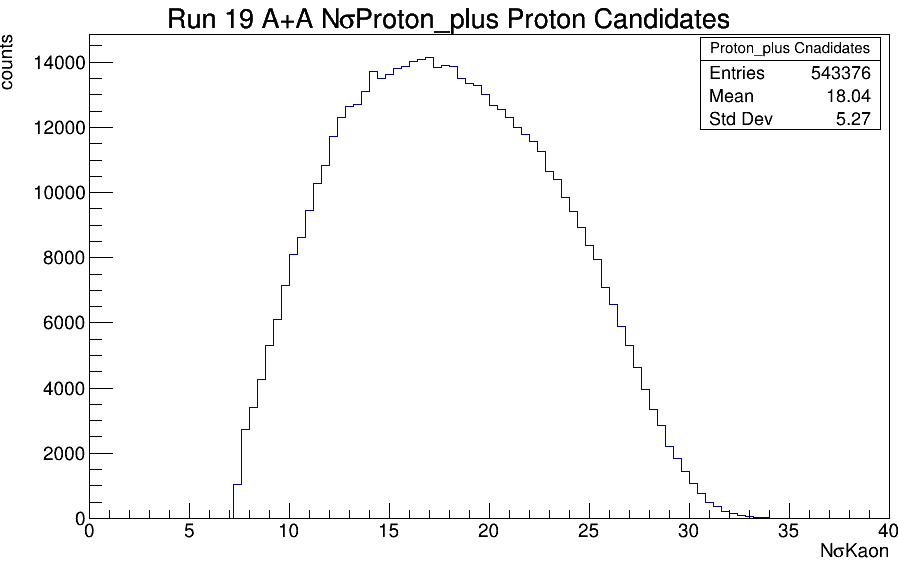 Run 19 A+A NσProton_plus Proton Candidates
counts
Proton_plus Cnadidates
Entries 543376
Mean 18.04
Std Dev 5.27
14000
12000
10000
8000
6000
4000
2000
0
0 5 10 15 20 25 30 35 40
NσKaon